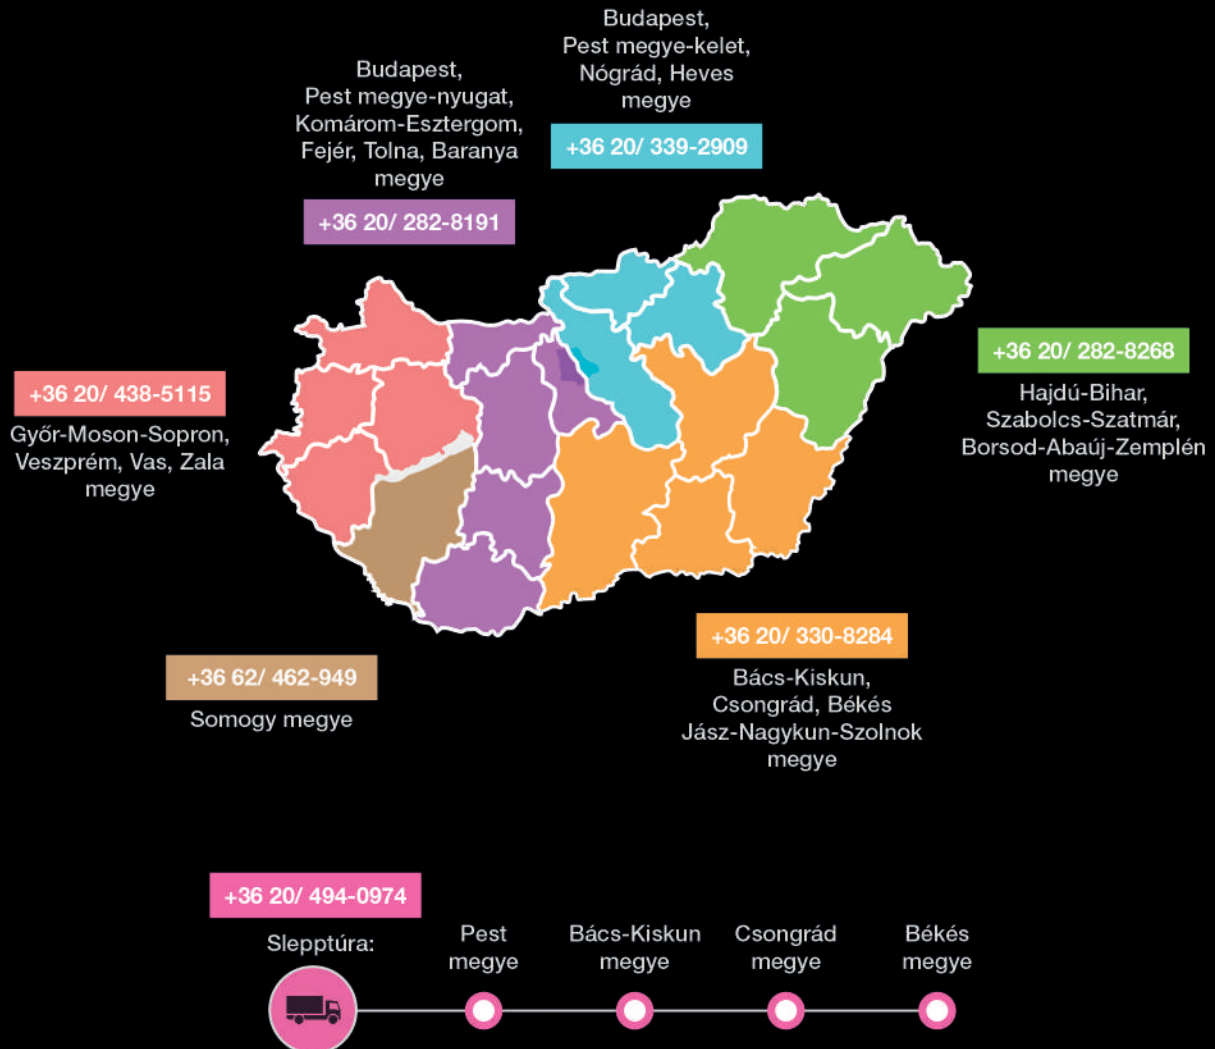 Budapest,
Pest megye-kelet,
Nógrád, Heves
megye
+36 20/ 339-2909
Budapest,
Pest megye-nyugat,
Komárom-Esztergom,
Fejér, Tolna, Baranya
megye
+36 20/ 282-8191
+36 20/ 282-8268
Hajdú-Bihar,
Szabolcs-Szatmár,
Borsod-Abaúj-Zemplén
megye
+36 20/ 438-5115
Győr-Moson-Sopron,
Veszprém, Vas, Zala
megye
+36 20/ 330-8284
Bács-Kiskun,
Csongrád, Békés
Jász-Nagykun-Szolnok
megye
+36 62/ 462-949
Somogy megye
+36 20/ 494-0974
Slepptúra:
Pest
megye
Bács-Kiskun
megye
Csongrád
megye
Békés
megye